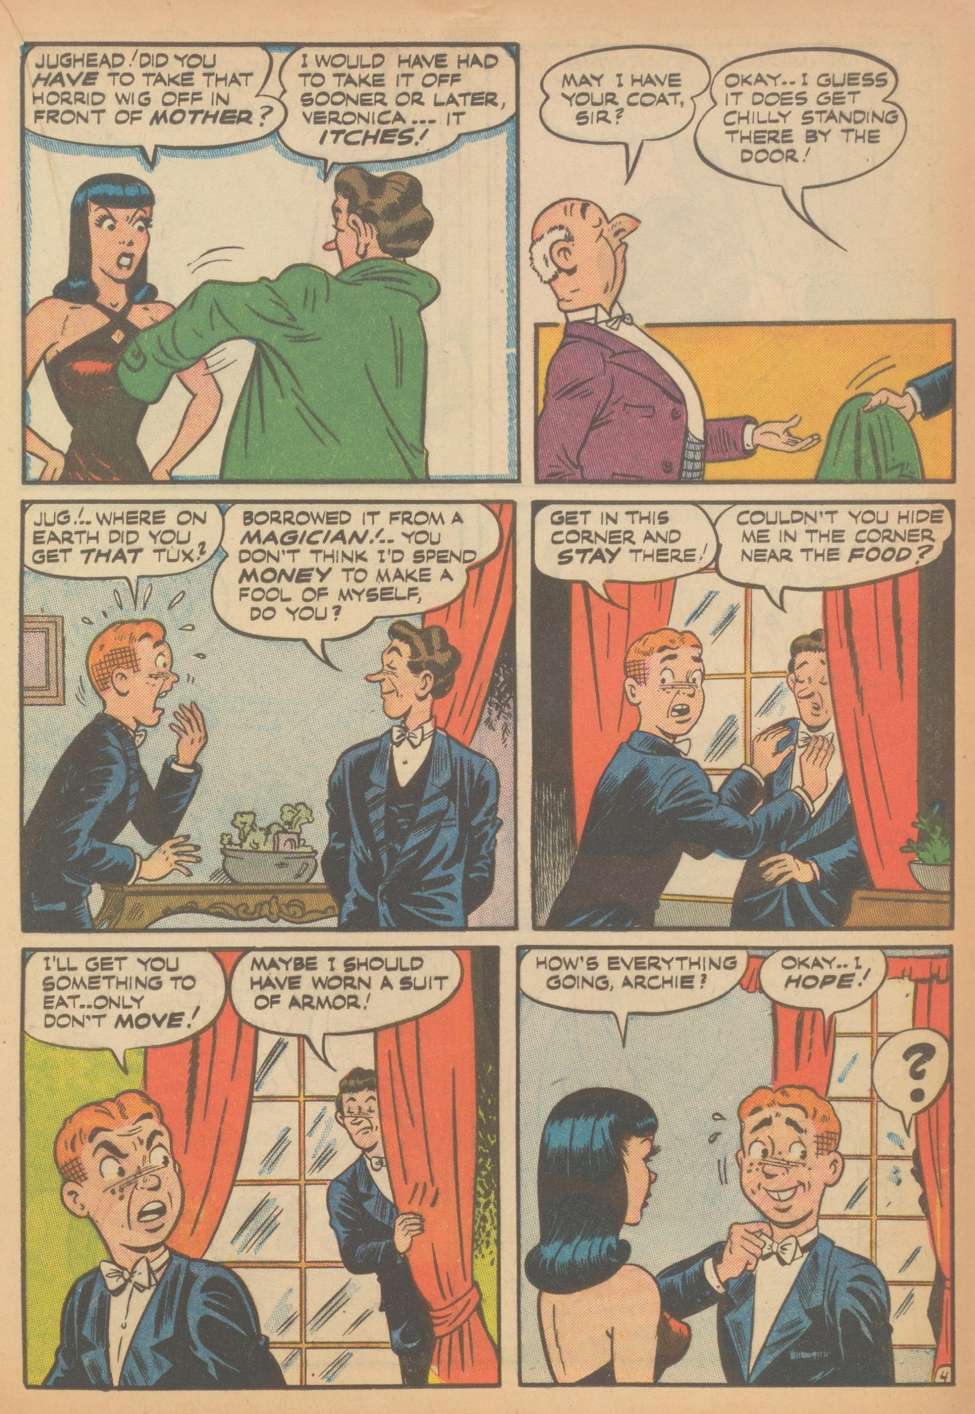 JUGHEAD! DID YOU
HAVE TO TAKE THAT
HORRID WIG OFF IN
FRONT OF MOTHER?
I WOULD HAVE HAD
TO TAKE IT OFF
SOONER OR LATER,
VERONICA... IT
ITCHES!
MAY I HAVE
YOUR COAT,
SIR?
OKAY.. I GUESS
IT DOES GET
CHILLY STANDING
THERE BY THE
DOOR!
JUG!.. WHERE ON
EARTH DID YOU
GET THAT TUX?
BORROWED IT FROM A
MAGICIAN!.. YOU
DON'T THINK I'D SPEND
MONEY TO MAKE A
FOOL OF MYSELF,
DO YOU?
GET IN THIS
CORNER AND
STAY THERE!
COULDN'T YOU HIDE
ME IN THE CORNER
NEAR THE FOOD?
I'LL GET YOU
SOMETHING TO
EAT..ONLY
DON'T MOVE!
MAYBE I SHOULD
HAVE WORN A SUIT
OF ARMOR!
HOW'S EVERYTHING
GOING, ARCHIE?
OKAY.. I
HOPE!
?
4